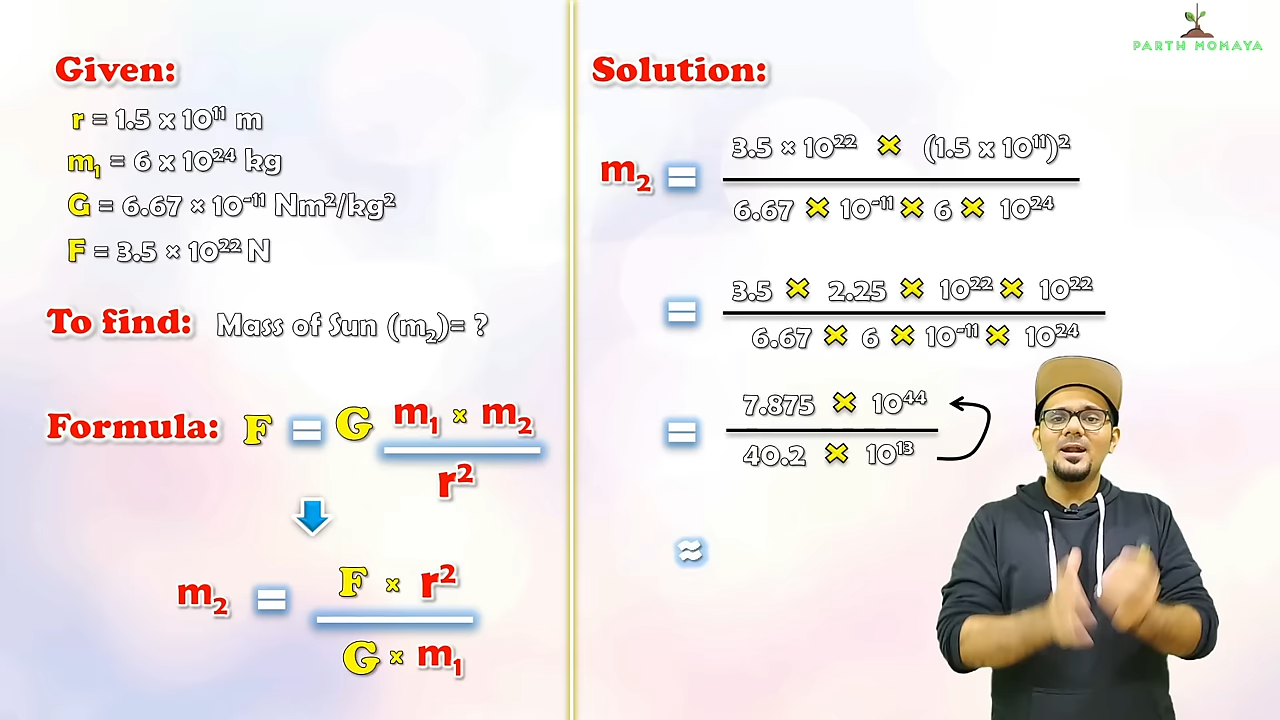 PARTH MOMAYA
Given:
r = 1.5 x 10¹¹ m
m₁ = 6 x 10²⁴ kg
G = 6.67 × 10⁻¹¹ Nm²/kg²
F = 3.5 × 10²² N
To find: Mass of Sun (m₂)= ?
Formula: F = G m₁ × m₂
r²
m₂ = F × r²
G × m₁
Solution:
3.5 × 10²² × (1.5 x 10¹¹)²
m₂ =
6.67 × 10⁻¹¹ × 6 × 10²⁴
3.5 × 2.25 × 10²² × 10²²
=
6.67 × 6 × 10⁻¹¹ × 10²⁴
7.875 × 10⁴⁴
=
40.2 × 10¹³
≈